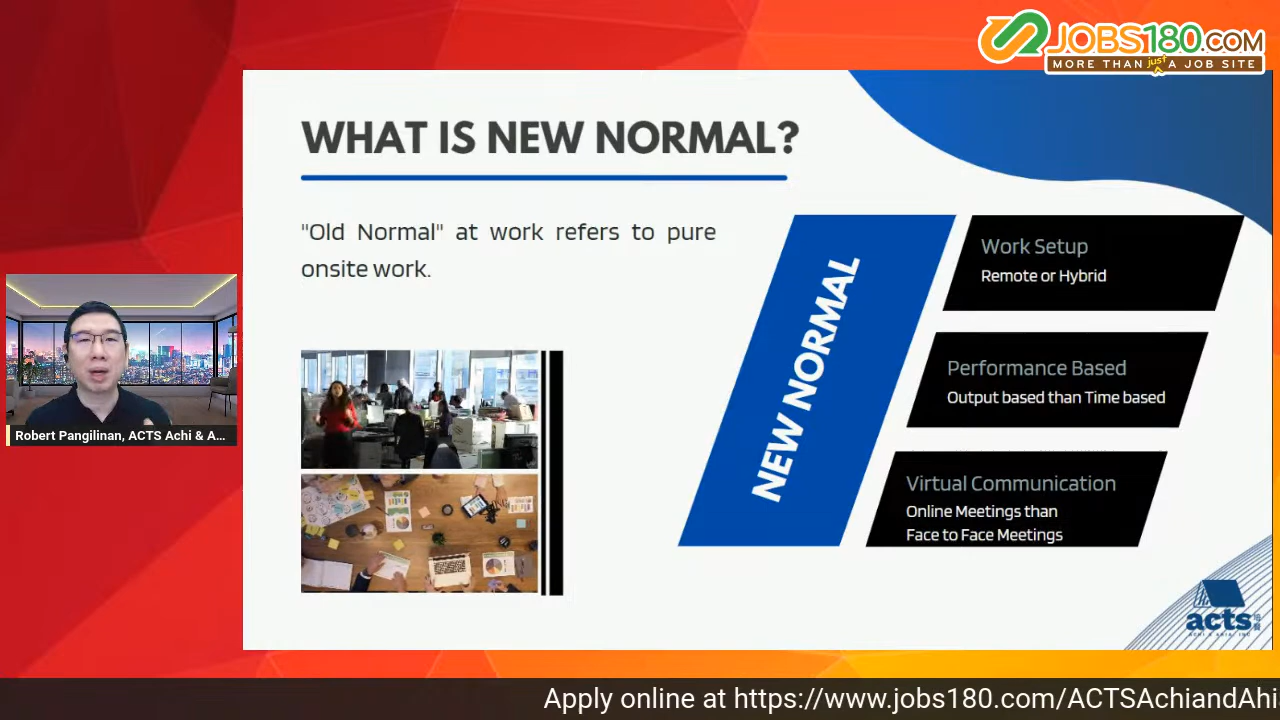 JOBS180.COM
MORE THAN just A JOB SITE
WHAT IS NEW NORMAL?
"Old Normal" at work refers to pure
onsite work.
NEW NORMAL
Work Setup
Remote or Hybrid
Performance Based
Output based than Time based
Virtual Communication
Online Meetings than
Face to Face Meetings
Robert Pangilinan, ACTS Achi & A...
acts
Apply online at https://www.jobs180.com/ACTSAchiandAhi